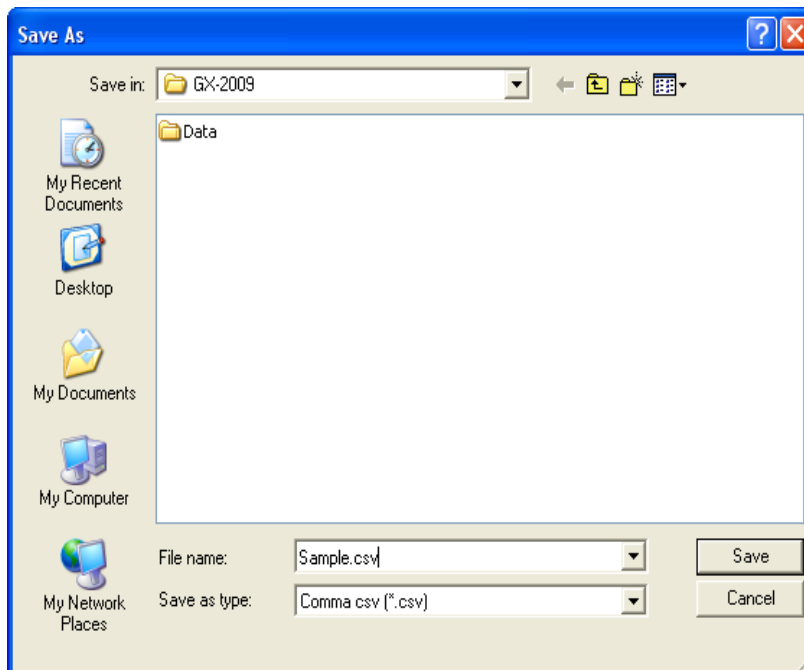 Save As
Save in: GX-2009
Data
My Recent
Documents
Desktop
My Documents
My Computer
My Network
Places
File name: Sample.csv
Save as type: Comma csv (*.csv)
Save
Cancel